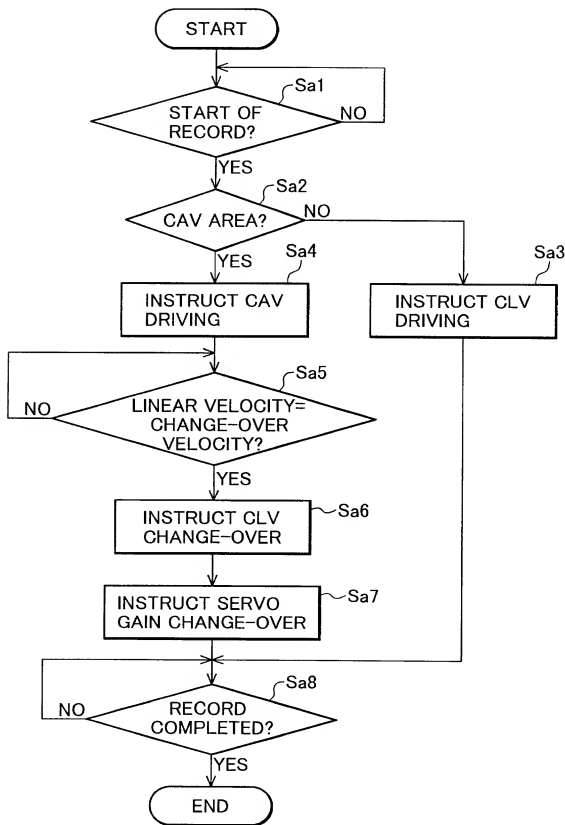 START
Sa1
START OF
RECORD?
NO
YES
Sa2
CAV AREA?
NO
YES
Sa4
INSTRUCT CAV
DRIVING
Sa3
INSTRUCT CLV
DRIVING
Sa5
LINEAR VELOCITY=
CHANGE-OVER
VELOCITY?
NO
YES
Sa6
INSTRUCT CLV
CHANGE-OVER
Sa7
INSTRUCT SERVO
GAIN CHANGE-OVER
Sa8
RECORD
COMPLETED?
NO
YES
END